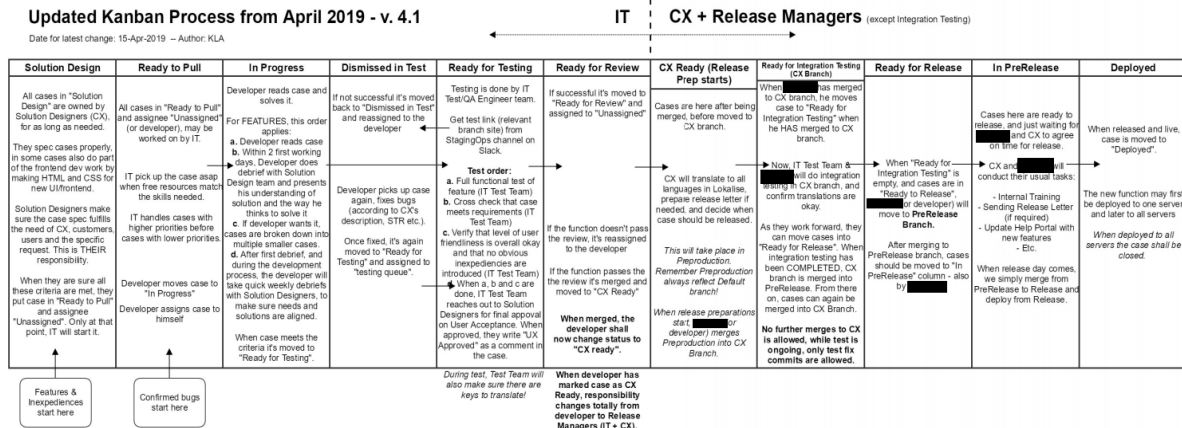 Updated Kanban Process from April 2019 - v. 4.1
IT
CX + Release Managers (except Integration Testing)
Date for latest change: 15-Apr-2019 -- Author: KLA
Solution Design
All cases in "Solution
Design" are owned by
Solution Designers (CX),
for as long as needed.
They spec cases properly,
in some cases also do part
of the frontend dev work by
making HTML and CSS for
new UI/frontend.
Solution Designers make
sure the case spec fulfills
the need of CX, customers,
users and the specific
request. This is THEIR
responsibility.
When they are sure all
these criteria are met, they
put case in "Ready to Pull"
and assignee
"Unassigned". Only at that
point, IT will start it.
Features &
Inexpediences
start here
Ready to Pull
All cases in "Ready to Pull"
and assignee "Unassigned"
(or developer), may be
worked on by IT.
IT pick up the case asap
when free resources match
the skills needed.
IT handles cases with
higher priorities before
cases with lower priorities.
Developer moves case to
"In Progress"
Developer assigns case to
himself
Confirmed bugs
start here
In Progress
Developer reads case and
solves it.
For FEATURES, this order
applies:
a. Developer reads case
b. Within 2 first working
days, Developer does
debrief with Solution
Design team and presents
his understanding of
solution and the way he
thinks to solve it
c. If developer wants it,
cases are broken down into
multiple smaller cases.
d. After first debrief, and
during the development
process, the developer will
take quick weekly debriefs
with Solution Designers, to
make sure needs and
solutions are aligned.
When case meets the
criteria it's moved to
"Ready for Testing".
Dismissed in Test
If not successful it's moved
back to "Dismissed in Test"
and reassigned to the
developer
Developer picks up case
again, fixes bugs
(according to CX's
description, STR etc.).
Once fixed, it's again
moved to "Ready for
Testing" and assigned to
"testing queue".
Ready for Testing
Testing is done by IT
Test/QA Engineer team.
Get test link (relevant
branch site) from
StagingOps channel on
Slack.
Test order:
a. Full functional test of
feature (IT Test Team)
b. Cross check that case
meets requirements (IT
Test Team)
c. Verify that level of user
friendliness is overall okay
and that no obvious
inexpediencies are
introduced (IT Test Team)
d. When a, b and c are
done, IT Test Team
reaches out to Solution
Designers for final approval
on User Acceptance. When
approved, they write "UX
Approved" as a comment in
the case.
During test, Test Team will
also make sure there are
keys to translate!
Ready for Review
If successful it's moved to
"Ready for Review" and
assigned to "Unassigned"
If the function doesn't pass
the review, it's reassigned
to the developer
If the function passes the
the review it's merged and
moved to "CX Ready"
When merged, the
developer shall
now change status to
"CX ready".
When developer has
marked case as CX
Ready, responsibility
changes totally from
developer to Release
Managers (IT + CX).
CX Ready (Release
Prep starts)
Cases are here after being
merged, before moved to
CX branch.
CX will translate to all
languages in Lokalise,
prepare release letter if
needed, and decide when
case should be released.
This will take place in
Preproduction.
Remember Preproduction
always reflect Default
branch!
When release preparations
start, or
developer) merges
Preproduction into CX
Branch.
Ready for Integration Testing
(CX Branch)
When has merged
to CX branch, he moves
case to "Ready for
Integration Testing" when
he HAS merged to CX
branch.
Now, IT Test Team &
will do integration
testing in CX branch, and
confirm translations are
okay.
As they work forward, they
can move cases into
"Ready for Release". When
integration testing has
been COMPLETED, CX
branch is merged into
PreRelease. From there
on, cases can again be
merged into CX Branch.
No further merges to CX
is allowed, while test is
ongoing, only test fix
commits are allowed.
Ready for Release
When "Ready for
Integration Testing" is
empty, and cases are in
"Ready to Release",
or developer) will
move to PreRelease
Branch.
After merging to
PreRelease branch, cases
should be moved to "In
PreRelease" column - also
by
In PreRelease
Cases here are ready to
release, and just waiting for
and CX to agree
on time for release.
CX and will
conduct their usual tasks:
- Internal Training
- Sending Release Letter
(if required)
- Update Help Portal with
new features
- Etc.
When release day comes,
we simply merge from
PreRelease to Release and
deploy from Release.
Deployed
When released and live,
case is moved to
"Deployed".
The new function may first
be deployed to one server
and later to all servers
When deployed to all
servers the case shall be
closed.